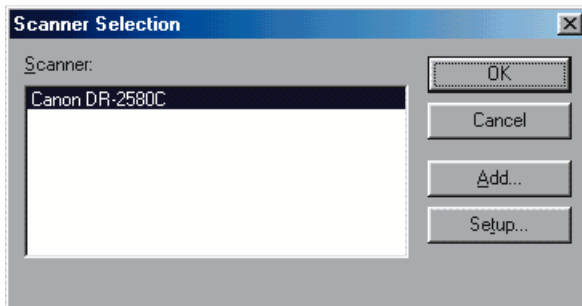 Scanner Selection
Scanner:
Canon DR-2580C
OK
Cancel
Add...
Setup...